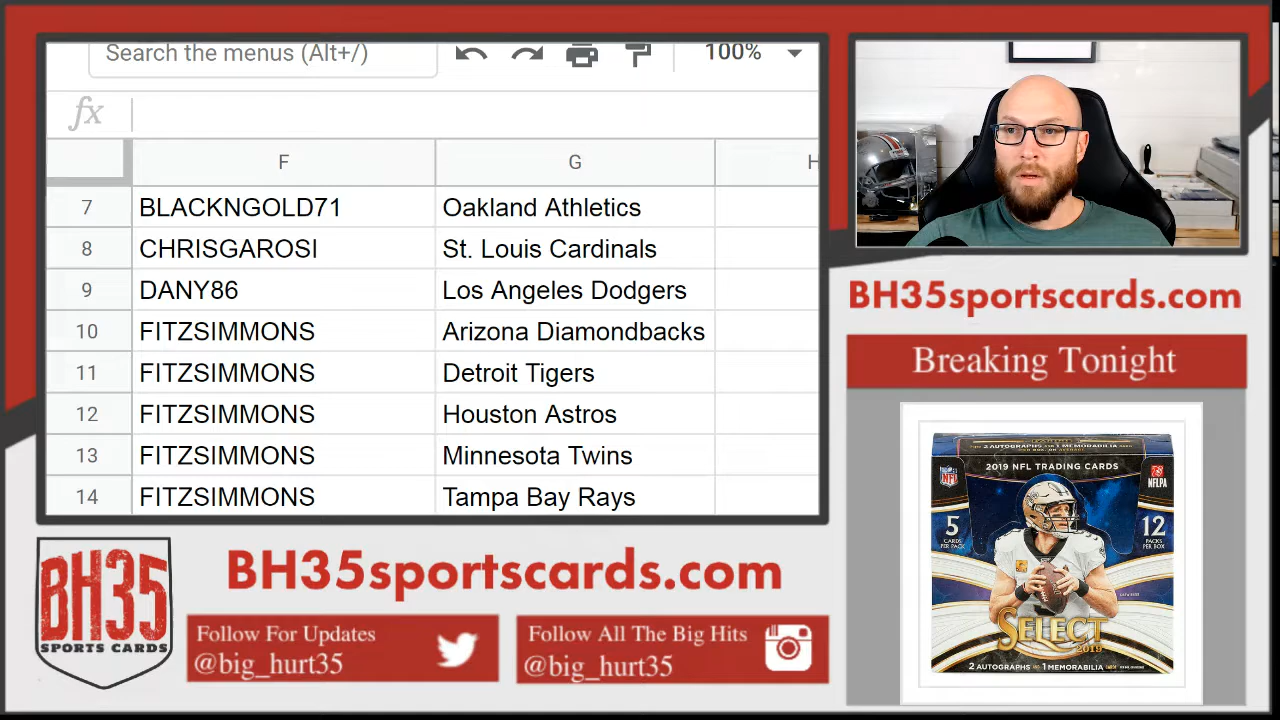 Search the menus (Alt+/)
100%
fx
F G H
7 BLACKNGOLD71 Oakland Athletics
8 CHRISGAROSI St. Louis Cardinals
9 DANY86 Los Angeles Dodgers
10 FITZSIMMONS Arizona Diamondbacks
11 FITZSIMMONS Detroit Tigers
12 FITZSIMMONS Houston Astros
13 FITZSIMMONS Minnesota Twins
14 FITZSIMMONS Tampa Bay Rays
BH35sportscards.com
Breaking Tonight
2019 NFL TRADING CARDS
NFL
NFLPA
5
CARDS
PER PACK
12
PACKS
PER BOX
SELECT
2019
2 AUTOGRAPHS 1 MEMORABILIA
BH35
SPORTS CARDS
BH35sportscards.com
Follow For Updates
@big_hurt35
Follow All The Big Hits
@big_hurt35